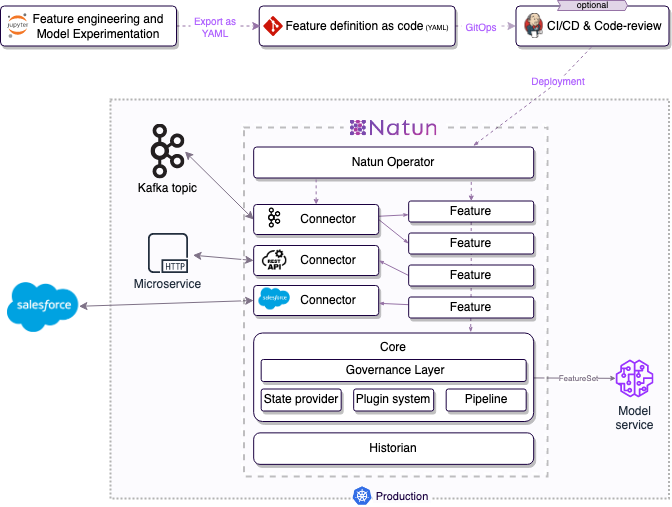 optional
jupyter
Feature engineering and
Model Experimentation
Export as
YAML
Feature definition as code (YAML)
GitOps
CI/CD & Code-review
Deployment
Natun
Natun Operator
Kafka topic
Connector
Feature
Feature
HTTP
Microservice
REST
API
Connector
Feature
salesforce
salesforce
Connector
Feature
Core
Governance Layer
State provider
Plugin system
Pipeline
FeatureSet
Model
service
Historian
Production